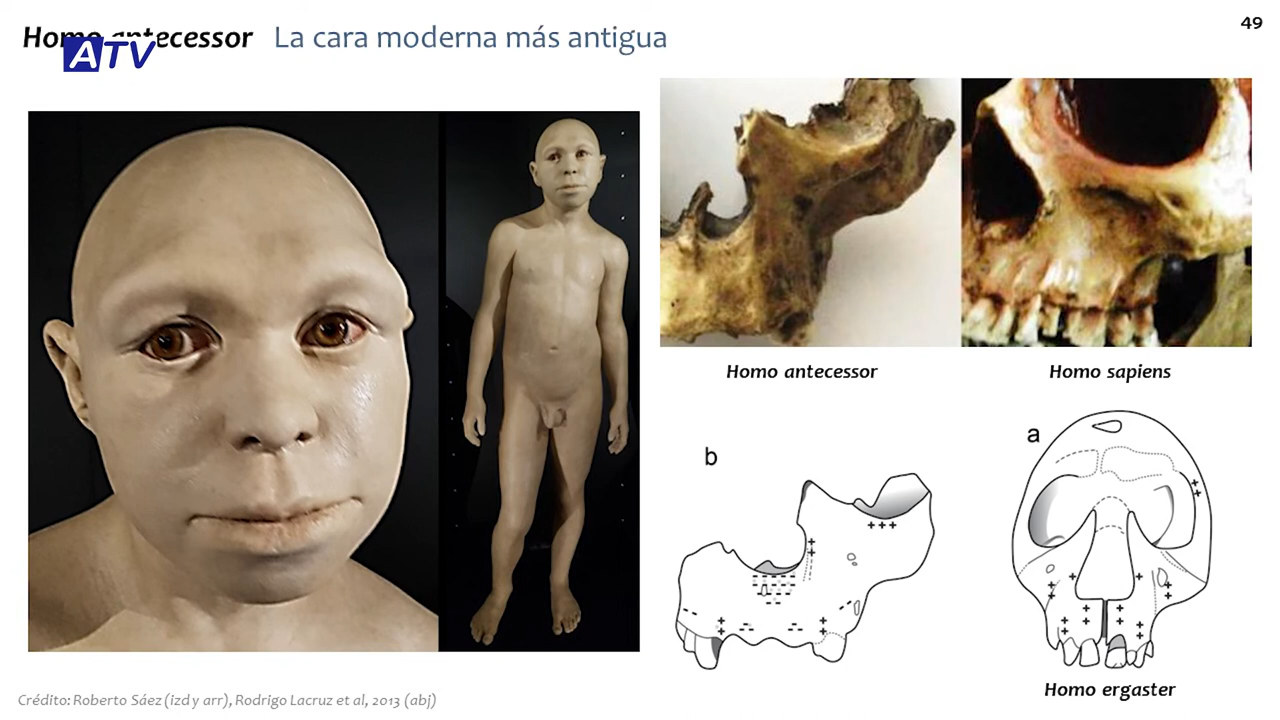 Homo antecessor La cara moderna más antigua
49
ATV
Homo antecessor
Homo sapiens
b
a
Homo ergaster
Crédito: Roberto Sáez (izd y arr), Rodrigo Lacruz et al, 2013 (abj)